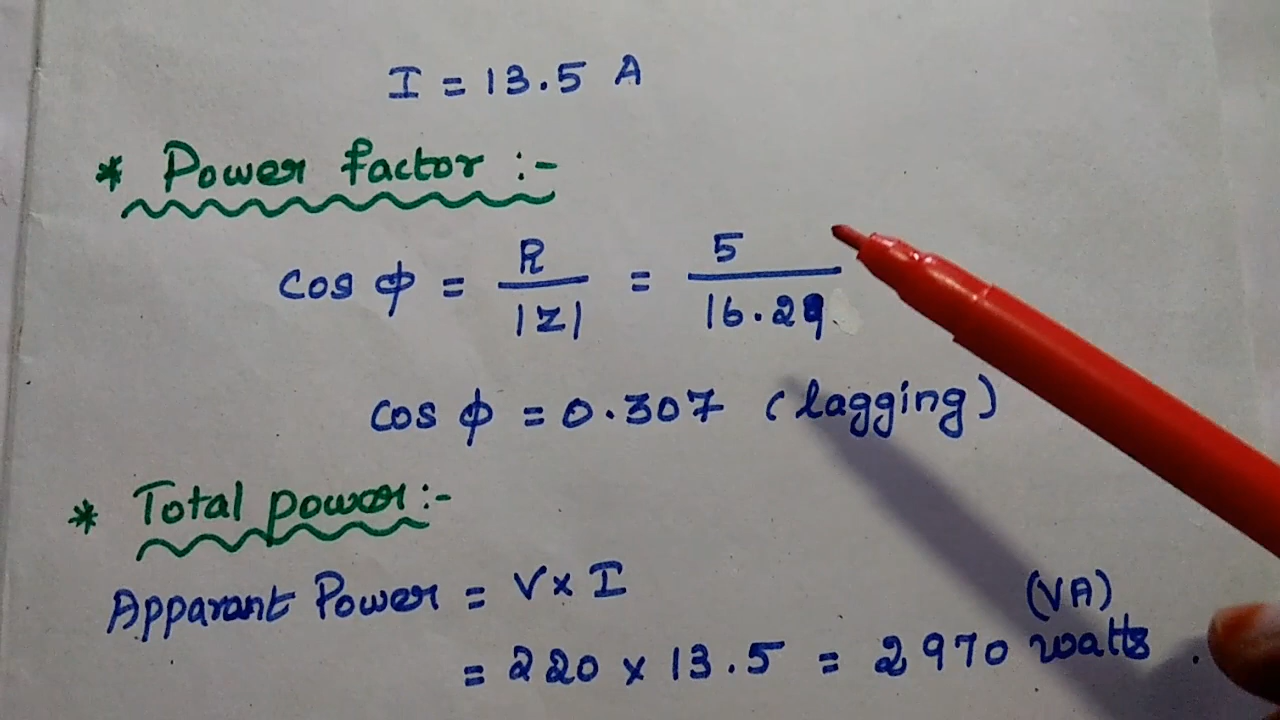 I = 13.5 A
* Power factor :-
cos ϕ = R / |Z| = 5 / 16.29
cos ϕ = 0.307 (lagging)
* Total power :-
Apparant Power = V x I
(VA)
= 220 x 13.5 = 2970 watts .